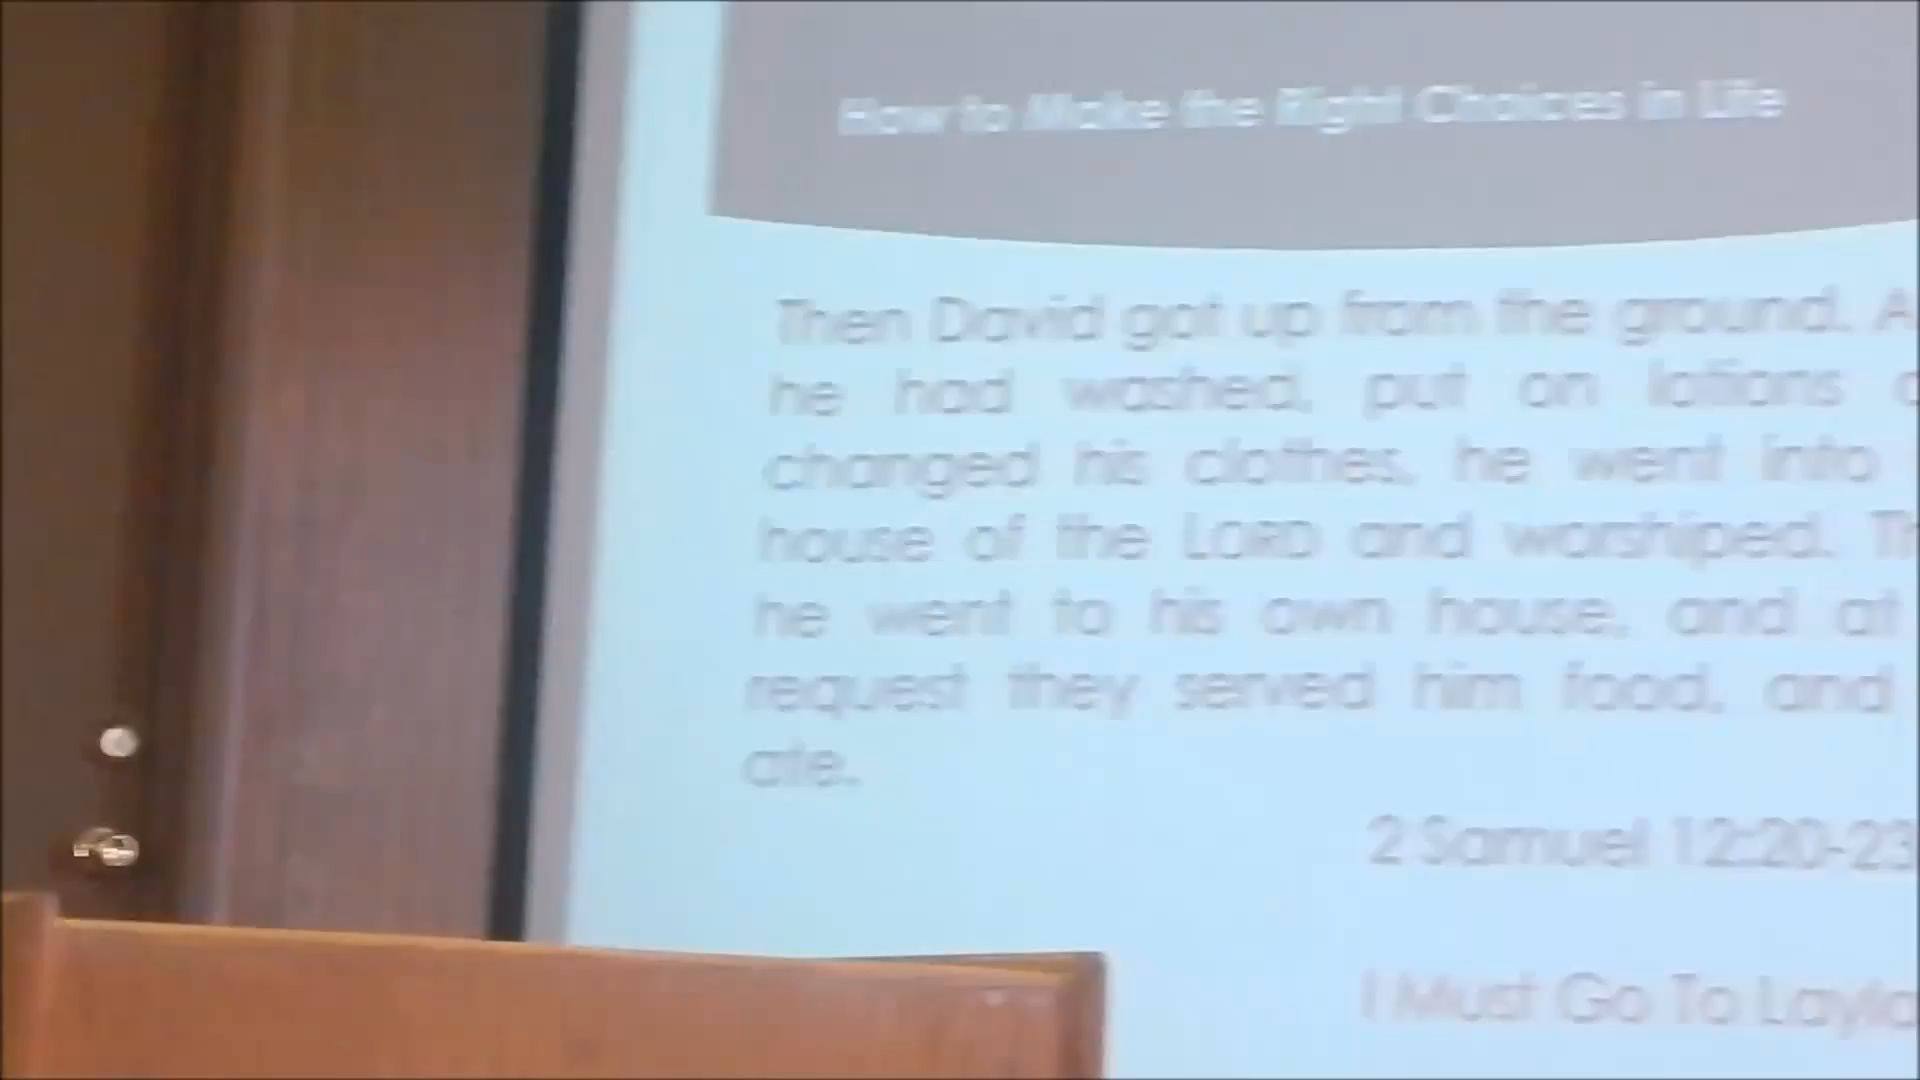 How to Make the Right Choices in Life
Then David got up from the ground. A
he had washed, put on lotions
changed his clothes, he went into
house of the LORD and worshiped. Th
he went to his own house, and at
request they served him food, and
ate.
2 Samuel 12:20-23
I Must Go To Layla